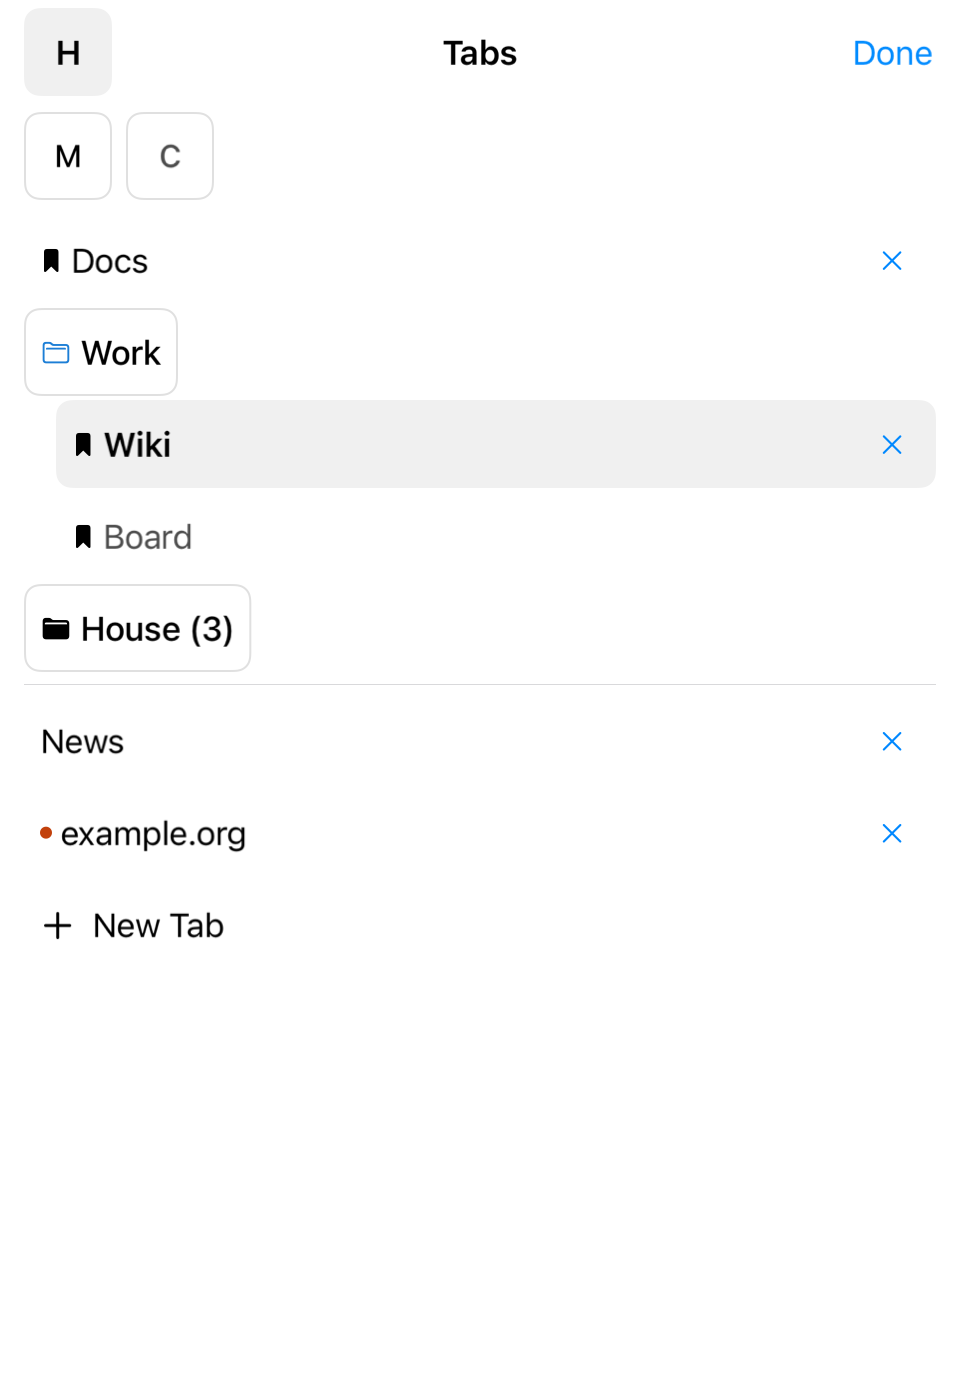 H Tabs Done
M C
Docs
Work
Wiki
Board
House (3)
News
example.org
New Tab